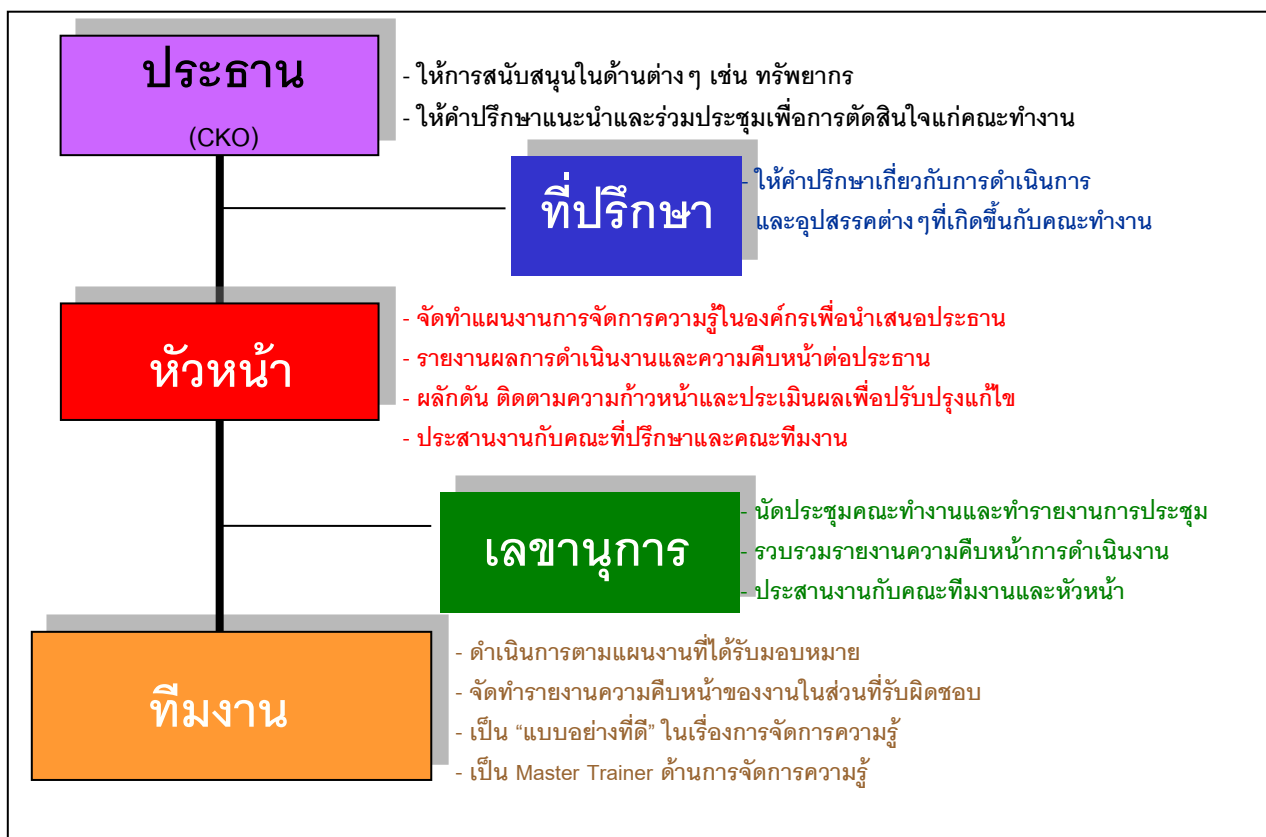 ประธาน
(CKO)
- ให้การสนับสนุนในด้านต่างๆ เช่น ทรัพยากร
- ให้คำปรึกษาแนะนำและร่วมประชุมเพื่อการตัดสินใจแก่คณะทำงาน
ที่ปรึกษา
- ให้คำปรึกษาเกี่ยวกับการดำเนินการ
และอุปสรรคต่างๆที่เกิดขึ้นกับคณะทำงาน
หัวหน้า
- จัดทำแผนงานการจัดการความรู้ในองค์กรเพื่อนำเสนอประธาน
- รายงานผลการดำเนินงานและความคืบหน้าต่อประธาน
- ผลักดัน ติดตามความก้าวหน้าและประเมินผลเพื่อปรับปรุงแก้ไข
- ประสานงานกับคณะที่ปรึกษาและคณะทีมงาน
เลขานุการ
- นัดประชุมคณะทำงานและทำรายงานการประชุม
- รวบรวมรายงานความคืบหน้าการดำเนินงาน
- ประสานงานกับคณะทีมงานและหัวหน้า
ทีมงาน
- ดำเนินการตามแผนงานที่ได้รับมอบหมาย
- จัดทำรายงานความคืบหน้าของงานในส่วนที่รับผิดชอบ
- เป็น “แบบอย่างที่ดี” ในเรื่องการจัดการความรู้
- เป็น Master Trainer ด้านการจัดการความรู้